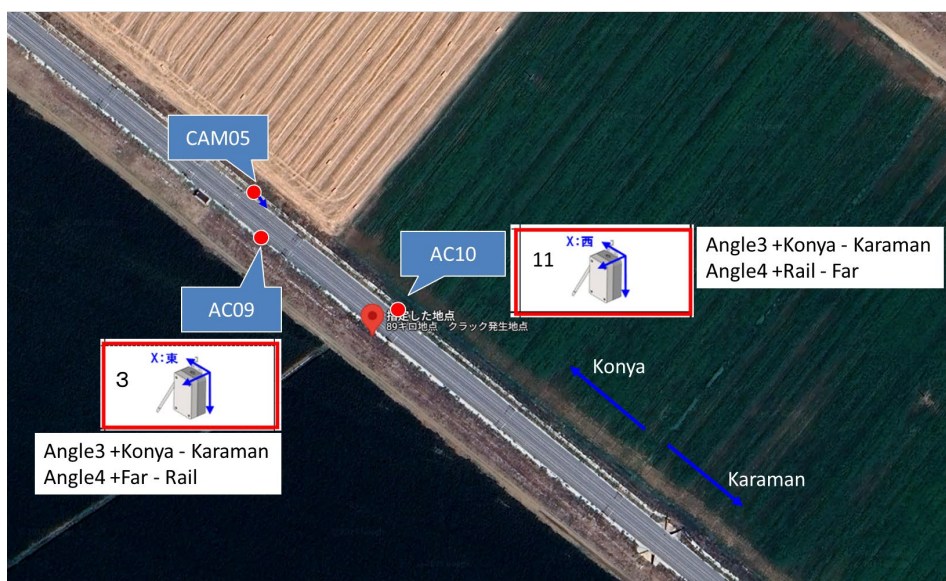 CAM05
AC10
AC09
11
X:西
Angle3 +Konya - Karaman
Angle4 +Rail - Far
指定した地点
89キロ地点 クラック発生地点
3
X:東
Angle3 +Konya - Karaman
Angle4 +Far - Rail
Konya
Karaman